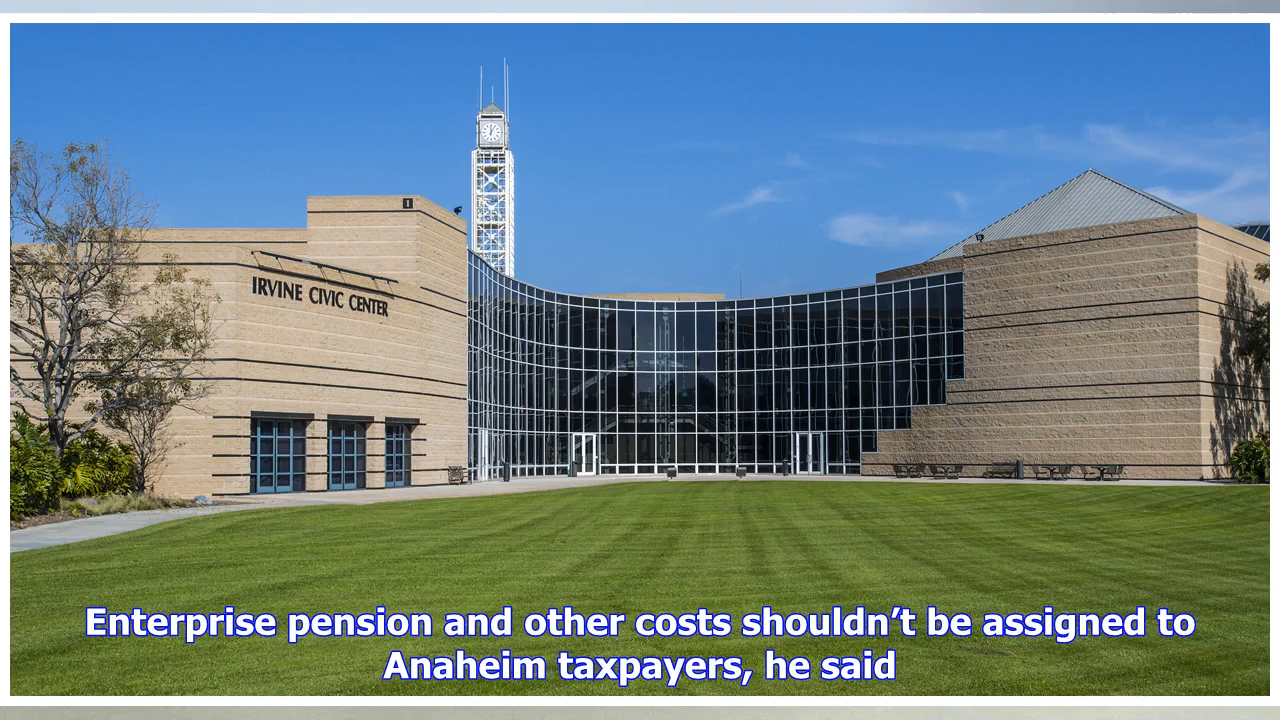 1
IRVINE CIVIC CENTER
Enterprise pension and other costs shouldn’t be assigned to
Anaheim taxpayers, he said